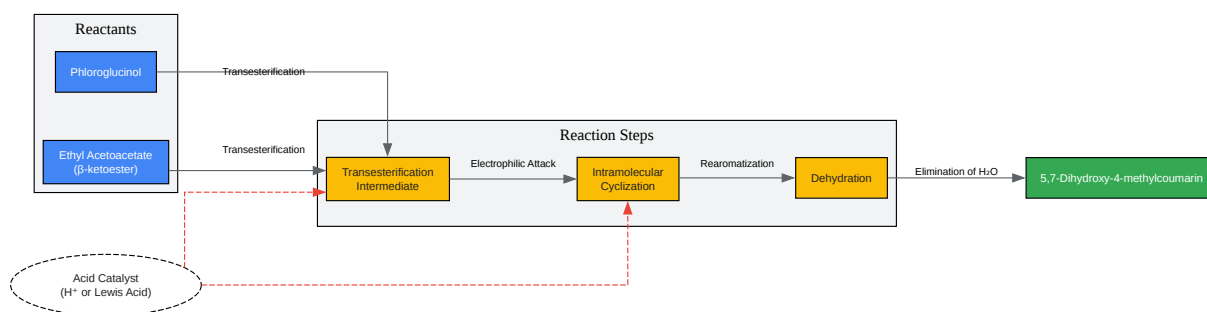 Reactants
Phloroglucinol
Transesterification
Ethyl Acetoacetate
(β-ketoester)
Transesterification
Reaction Steps
Transesterification
Intermediate
Electrophilic Attack
Intramolecular
Cyclization
Rearomatization
Dehydration
Elimination of H₂O
5,7-Dihydroxy-4-methylcoumarin
Acid Catalyst
(H⁺ or Lewis Acid)